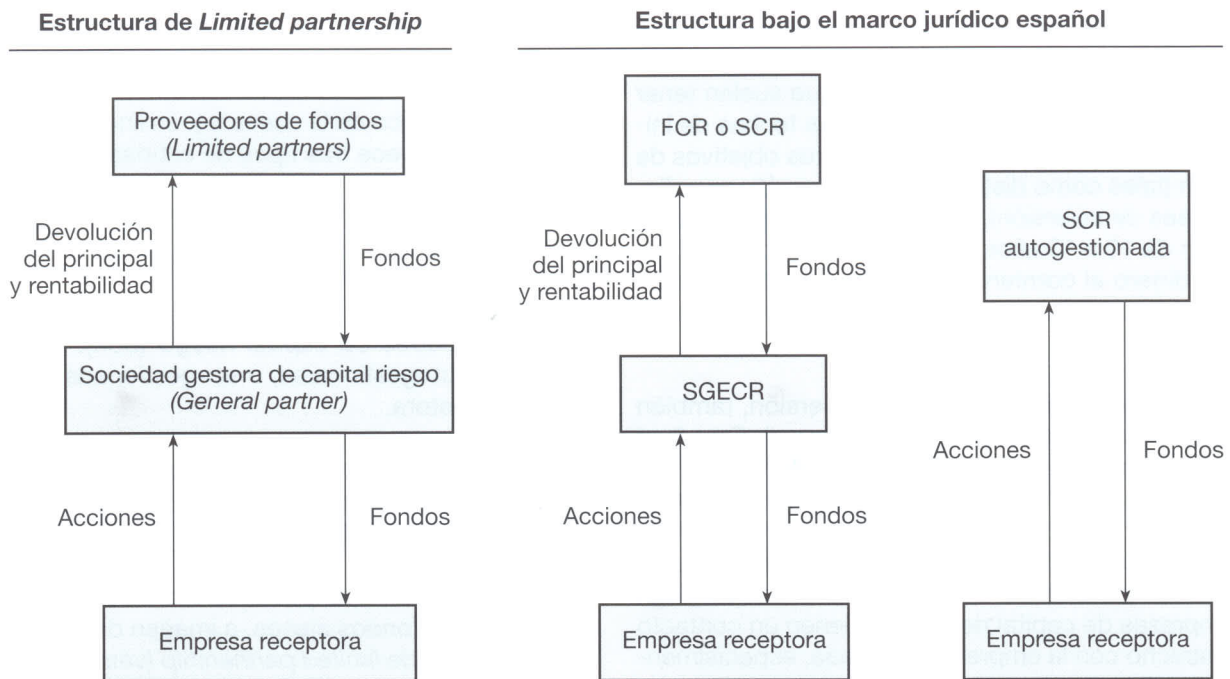 Estructura de Limited partnership
Proveedores de fondos
(Limited partners)
Devolución
del principal
y rentabilidad
Fondos
Sociedad gestora de capital riesgo
(General partner)
Acciones
Fondos
Empresa receptora
Estructura bajo el marco jurídico español
FCR o SCR
Devolución
del principal
y rentabilidad
Fondos
SGECR
Acciones
Fondos
Empresa receptora
SCR
autogestionada
Acciones
Fondos
Empresa receptora